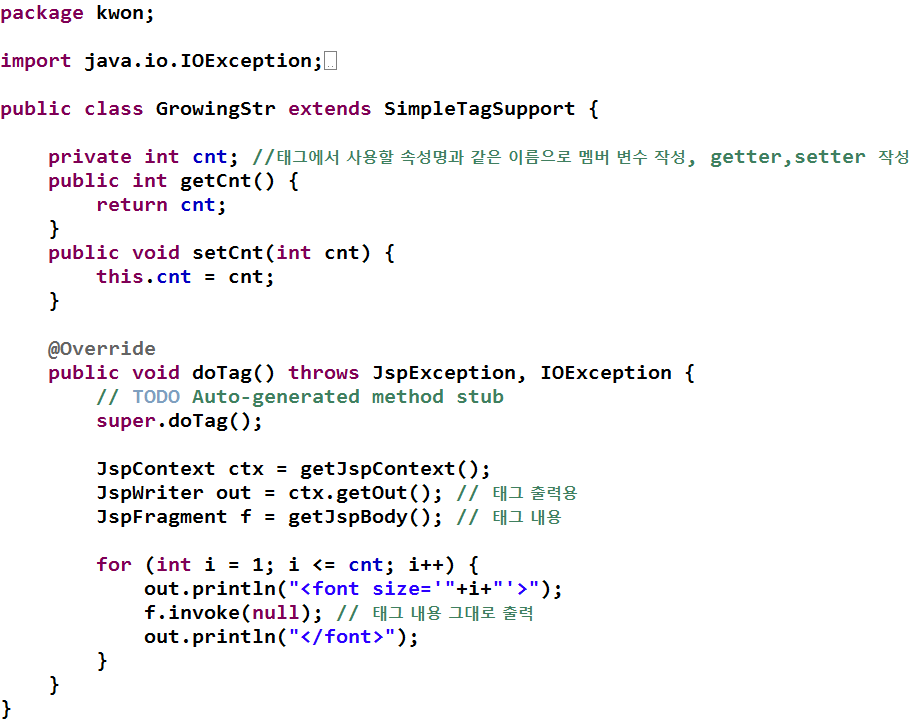 package kwon;
import java.io.IOException;
public class GrowingStr extends SimpleTagSupport {
private int cnt; //태그에서 사용할 속성명과 같은 이름으로 멤버 변수 작성, getter,setter 작성
public int getCnt() {
return cnt;
}
public void setCnt(int cnt) {
this.cnt = cnt;
}
@Override
public void doTag() throws JspException, IOException {
// TODO Auto-generated method stub
super.doTag();
JspContext ctx = getJspContext();
JspWriter out = ctx.getOut(); // 태그 출력용
JspFragment f = getJspBody(); // 태그 내용
for (int i = 1; i <= cnt; i++) {
out.println("<font size='"+i+"'>");
f.invoke(null); // 태그 내용 그대로 출력
out.println("</font>");
}
}
}